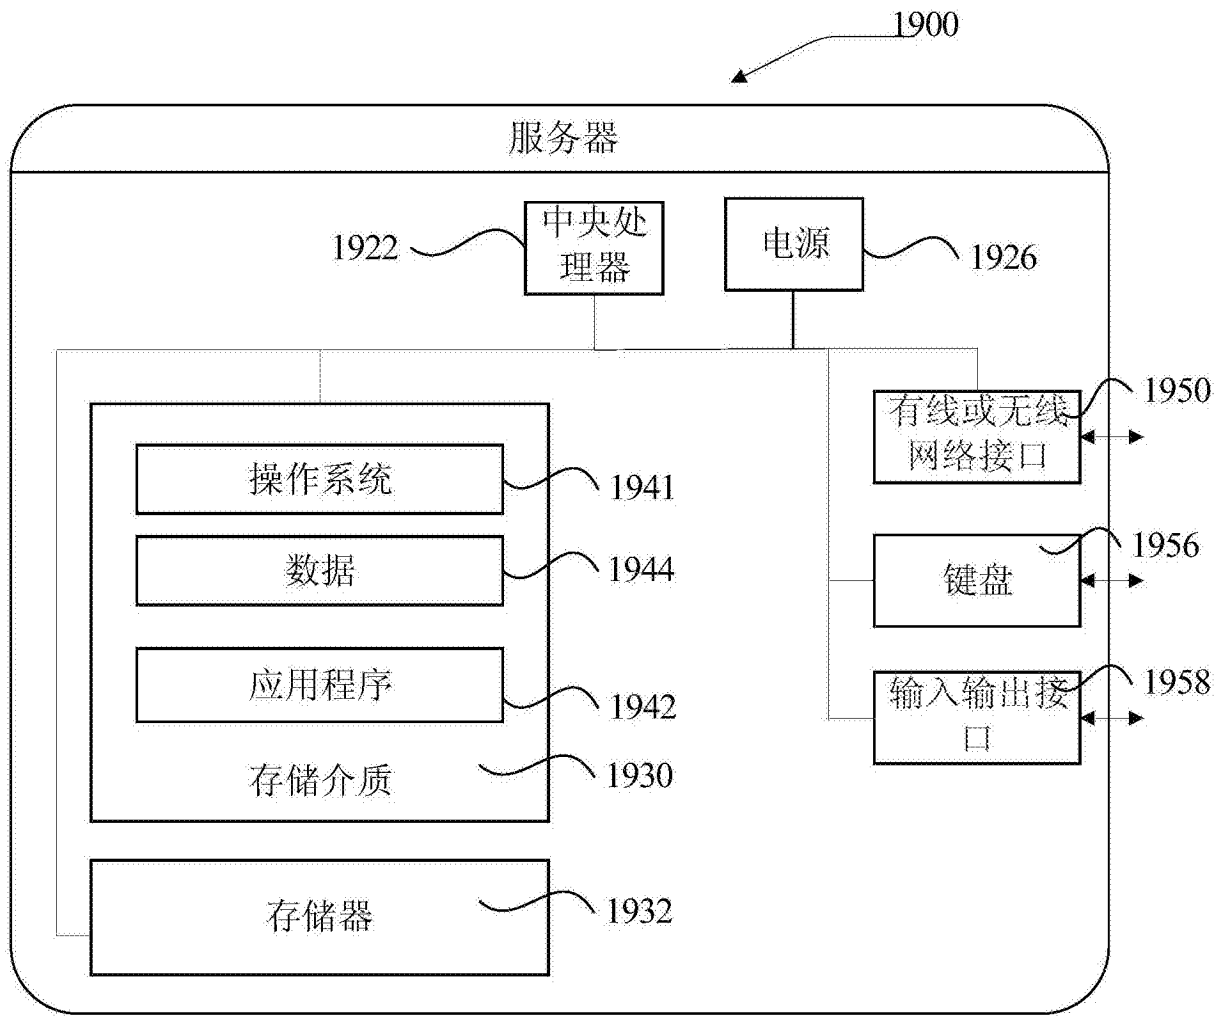 1900
服务器
1922
中央处
理器
电源
1926
有线或无线
网络接口
1950
操作系统
1941
数据
1944
键盘
1956
应用程序
1942
输入输出接
口
1958
存储介质
1930
存储器
1932